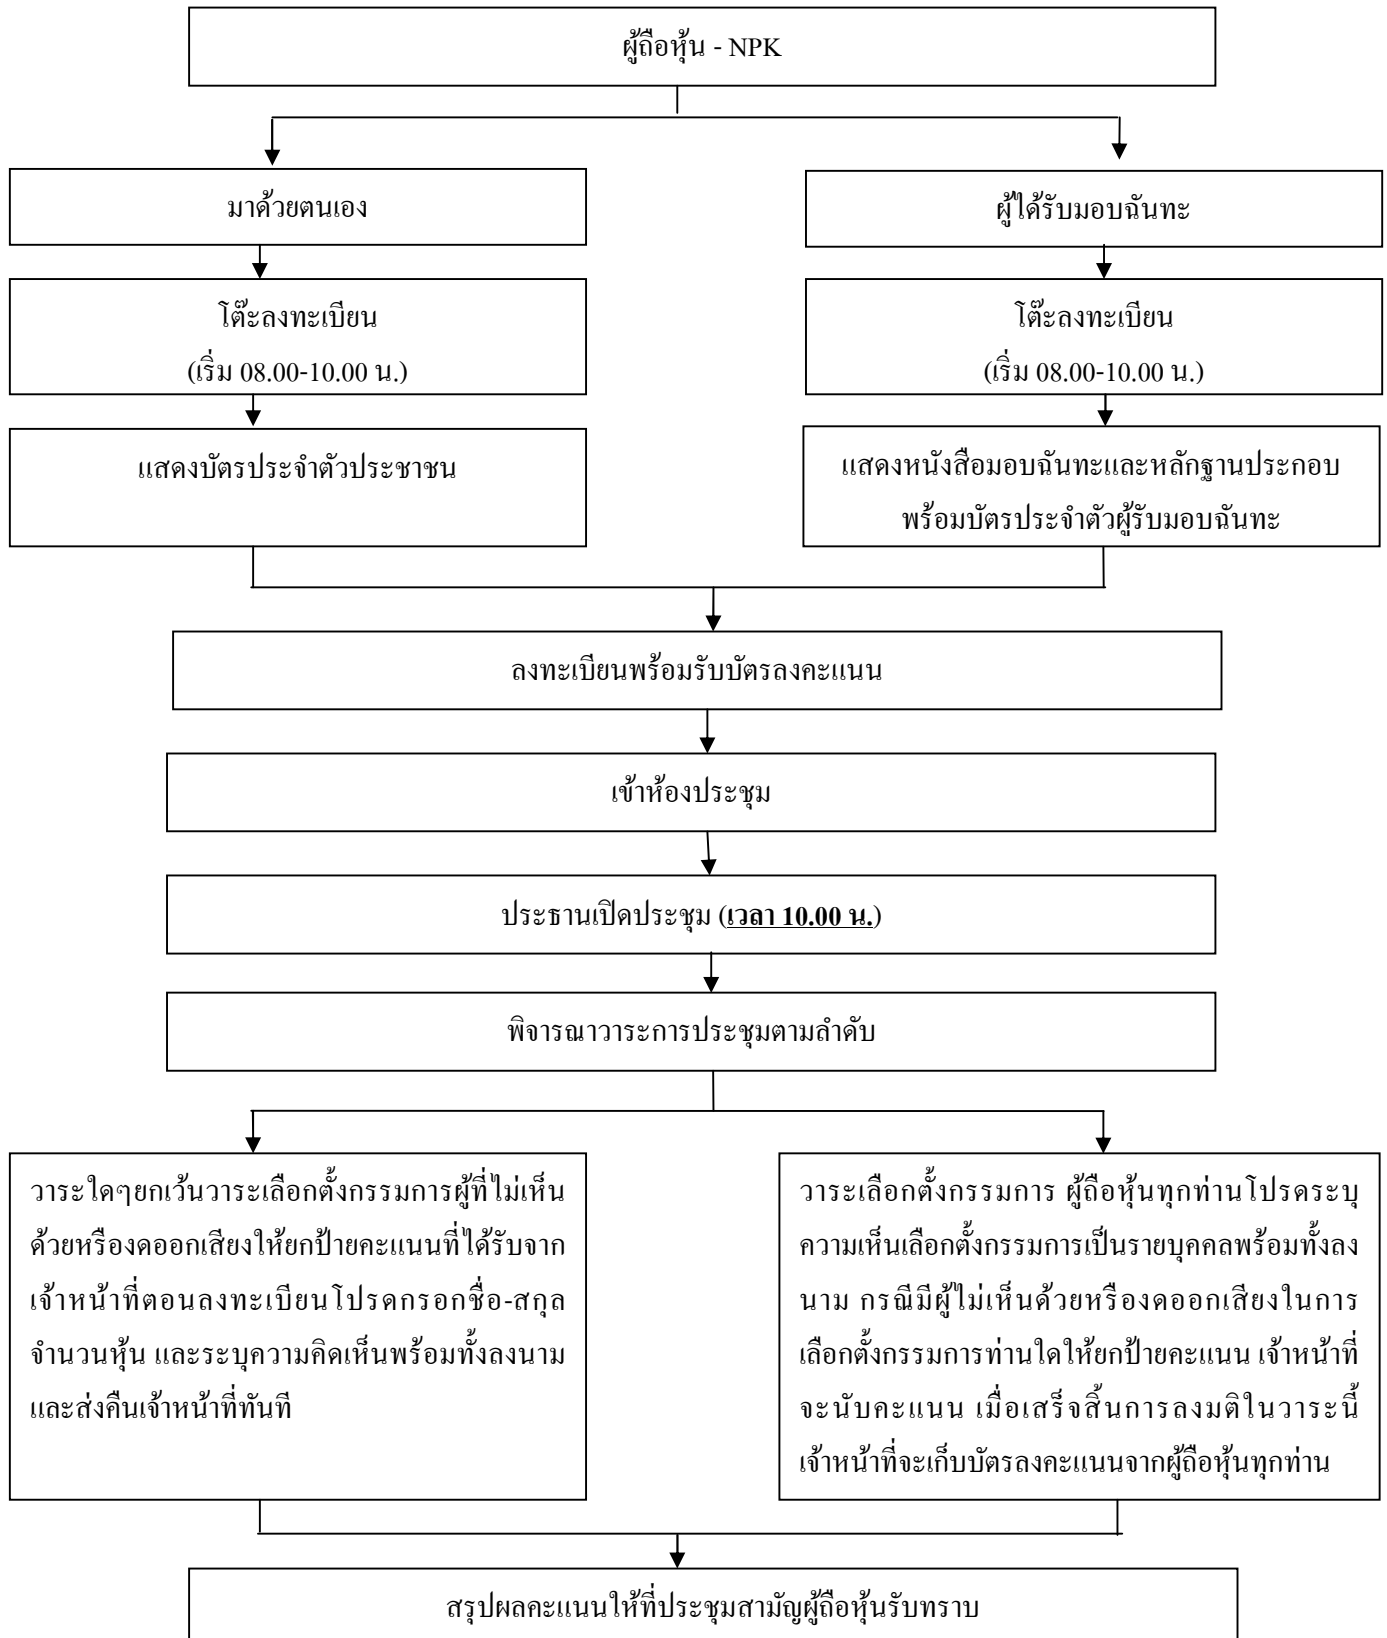 ผู้ถือหุ้น - NPK
มาด้วยตนเอง
ผู้ได้รับมอบฉันทะ
โต๊ะลงทะเบียน
(เริ่ม 08.00-10.00 น.)
โต๊ะลงทะเบียน
(เริ่ม 08.00-10.00 น.)
แสดงบัตรประจำตัวประชาชน
แสดงหนังสือมอบฉันทะและหลักฐานประกอบ
พร้อมบัตรประจำตัวผู้รับมอบฉันทะ
ลงทะเบียนพร้อมรับบัตรลงคะแนน
เข้าห้องประชุม
ประธานเปิดประชุม (เวลา 10.00 น.)
พิจารณาวาระการประชุมตามลำดับ
วาระใดๆยกเว้นวาระเลือกตั้งกรรมการผู้ที่ไม่เห็น
ด้วยหรืองดออกเสียงให้ยกป้ายคะแนนที่ได้รับจาก
เจ้าหน้าที่ตอนลงทะเบียนโปรดกรอกชื่อ-สกุล
จำนวนหุ้น และระบุความคิดเห็นพร้อมทั้งลงนาม
และส่งคืนเจ้าหน้าที่ทันที
วาระเลือกตั้งกรรมการ ผู้ถือหุ้นทุกท่านโปรดระบุ
ความเห็นเลือกตั้งกรรมการเป็นรายบุคคลพร้อมทั้งลง
นาม กรณีมีผู้ไม่เห็นด้วยหรืองดออกเสียงในการ
เลือกตั้งกรรมการท่านใดให้ยกป้ายคะแนน เจ้าหน้าที่
จะนับคะแนน เมื่อเสร็จสิ้นการลงมติในวาระนี้
เจ้าหน้าที่จะเก็บบัตรลงคะแนนจากผู้ถือหุ้นทุกท่าน
สรุปผลคะแนนให้ที่ประชุมสามัญผู้ถือหุ้นรับทราบ